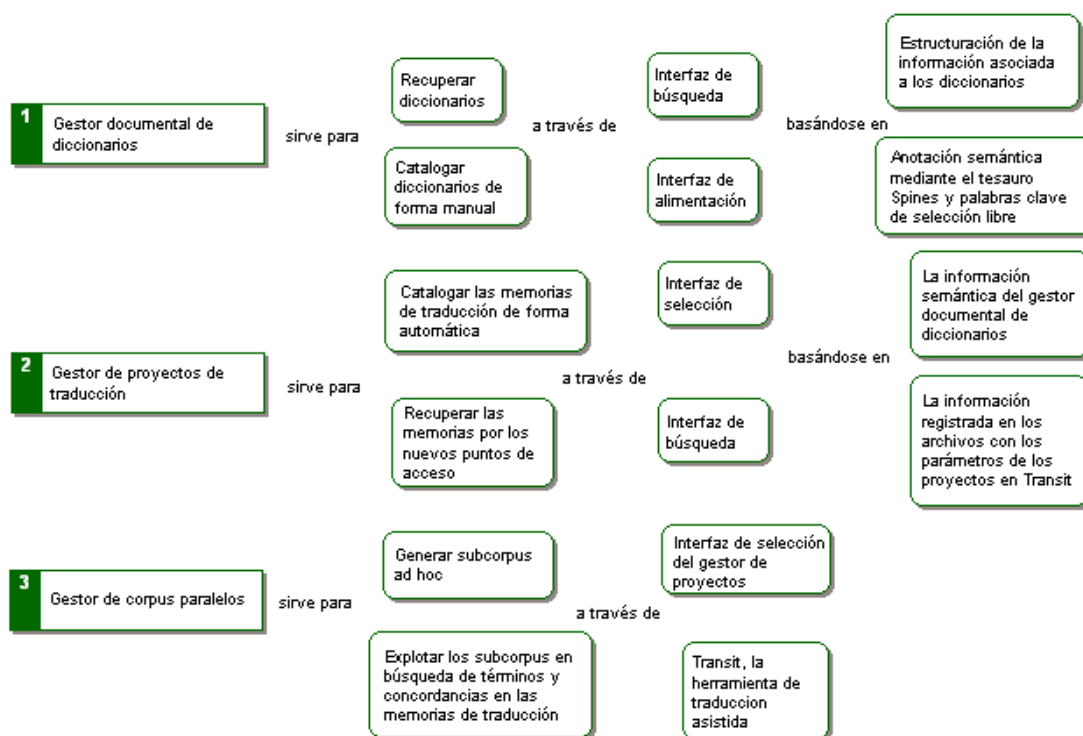 1
Gestor documental de
diccionarios
sirve para
Recuperar
diccionarios
Catalogar
diccionarios de
forma manual
a través de
Interfaz de
búsqueda
Interfaz de
alimentación
basándose en
Estructuración de la
información asociada
a los diccionarios
Anotación semántica
mediante el tesauro
Spines y palabras clave
de selección libre
2
Gestor de proyectos de
traducción
sirve para
Catalogar las memorias
de traducción de forma
automática
Recuperar las
memorias por los
nuevos puntos de
acceso
a través de
Interfaz de
selección
Interfaz de
búsqueda
basándose en
La información
semántica del gestor
documental de
diccionarios
La información
registrada en los
archivos con los
parámetros de los
proyectos en Transit
3
Gestor de corpus paralelos
sirve para
Generar subcorpus
ad hoc
Explotar los subcorpus en
búsqueda de términos y
concordancias en las
memorias de traducción
a través de
Interfaz de selección
del gestor de
proyectos
Transit, la
herramienta de
traduccion
asistida